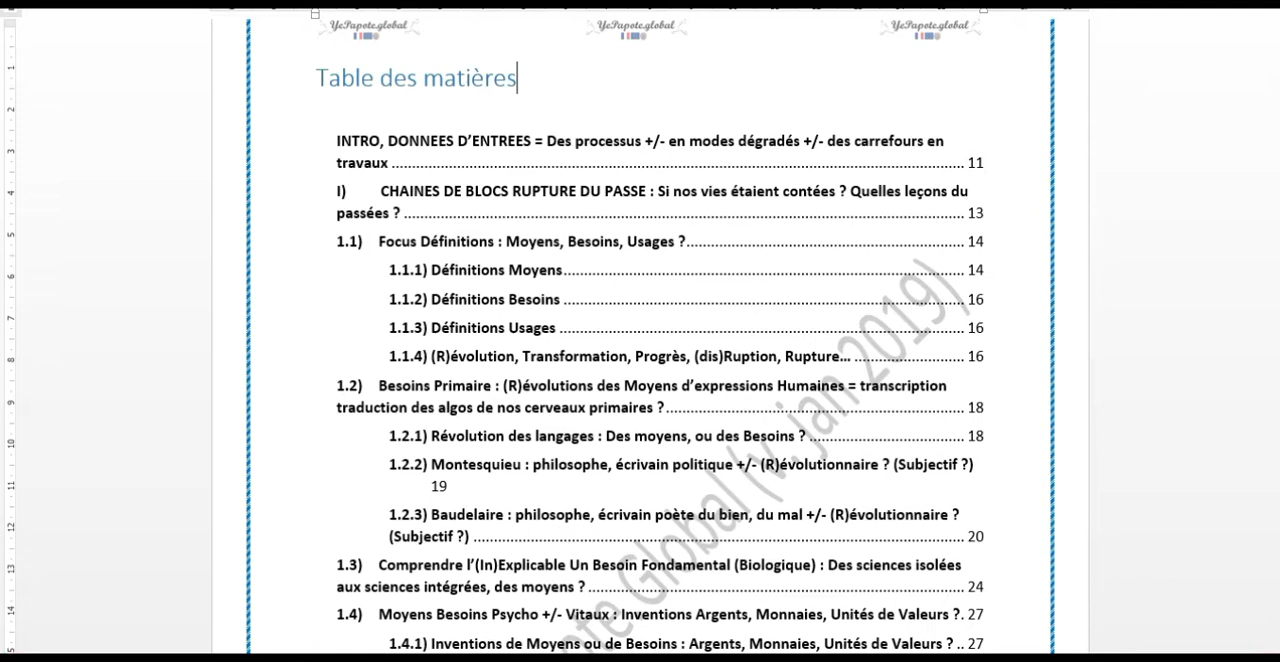 YePapote.global YePapote.global YePapote.global
Table des matières
INTRO, DONNEES D'ENTREES = Des processus +/- en modes dégradés +/- des carrefours en
travaux ........ 11
I) CHAINES DE BLOCS RUPTURE DU PASSE : Si nos vies étaient contées ? Quelles leçons du
passées ? ........ 13
1.1) Focus Définitions : Moyens, Besoins, Usages ? ........ 14
1.1.1) Définitions Moyens ........ 14
1.1.2) Définitions Besoins ........ 16
1.1.3) Définitions Usages ........ 16
1.1.4) (R)évolution, Transformation, Progrès, (dis)Ruption, Rupture... ........ 16
1.2) Besoins Primaire : (R)évolutions des Moyens d'expressions Humaines = transcription
traduction des algos de nos cerveaux primaires ? ........ 18
1.2.1) Révolution des langages : Des moyens, ou des Besoins ? ........ 18
1.2.2) Montesquieu : philosophe, écrivain politique +/- (R)évolutionnaire ? (Subjectif ?)
19
1.2.3) Baudelaire : philosophe, écrivain poète du bien, du mal +/- (R)évolutionnaire ?
(Subjectif ?) ........ 20
1.3) Comprendre l'(In)Explicable Un Besoin Fondamental (Biologique) : Des sciences isolées
aux sciences intégrées, des moyens ? ........ 24
1.4) Moyens Besoins Psycho +/- Vitaux : Inventions Argents, Monnaies, Unités de Valeurs ?. 27
1.4.1) Inventions de Moyens ou de Besoins : Argents, Monnaies, Unités de Valeurs ? .. 27
ote Global (v. jan 2019)